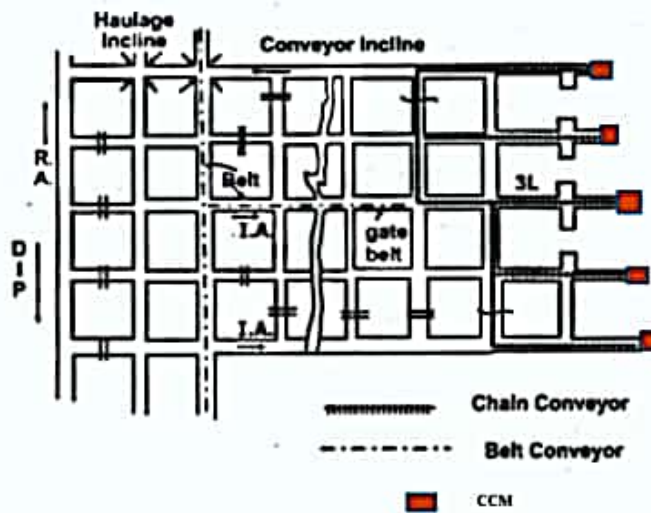 Haulage
Incline
Conveyor Incline
R.A.
Belt
3L
I.A.
gate
belt
DIP
I.A.
Chain Conveyor
Belt Conveyor
CCM